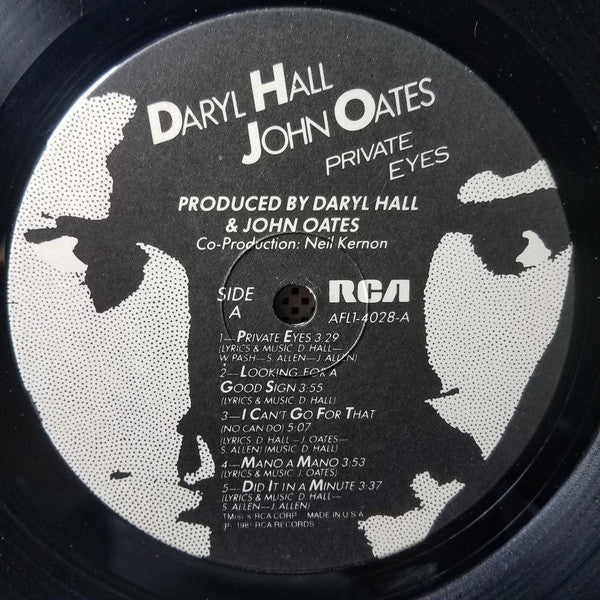 DARYL HALL
JOHN OATES
PRIVATE
EYES
PRODUCED BY DARYL HALL
& JOHN OATES
Co-Production: Neil Kernon
SIDE
A
RCA
AFL1-4028-A
1—PRIVATE EYES 3:29
(LYRICS & MUSIC: D. HALL—
W. PASH—S. ALLEN—J. ALLEN)
2—LOOKING FOR A
GOOD SIGN 3:55
(LYRICS & MUSIC: D. HALL)
3—I CAN'T GO FOR THAT
(NO CAN DO) 5:07
(LYRICS: D. HALL—J. OATES—
S. ALLEN) (MUSIC: D. HALL)
4—MANO A MANO 3:53
(LYRICS & MUSIC: J. OATES)
5—DID IT IN A MINUTE 3:37
(LYRICS & MUSIC: D. HALL—
S. ALLEN—J. ALLEN)
TM(s) ® RCA CORP. MADE IN U.S.A.
℗ 1981 RCA RECORDS